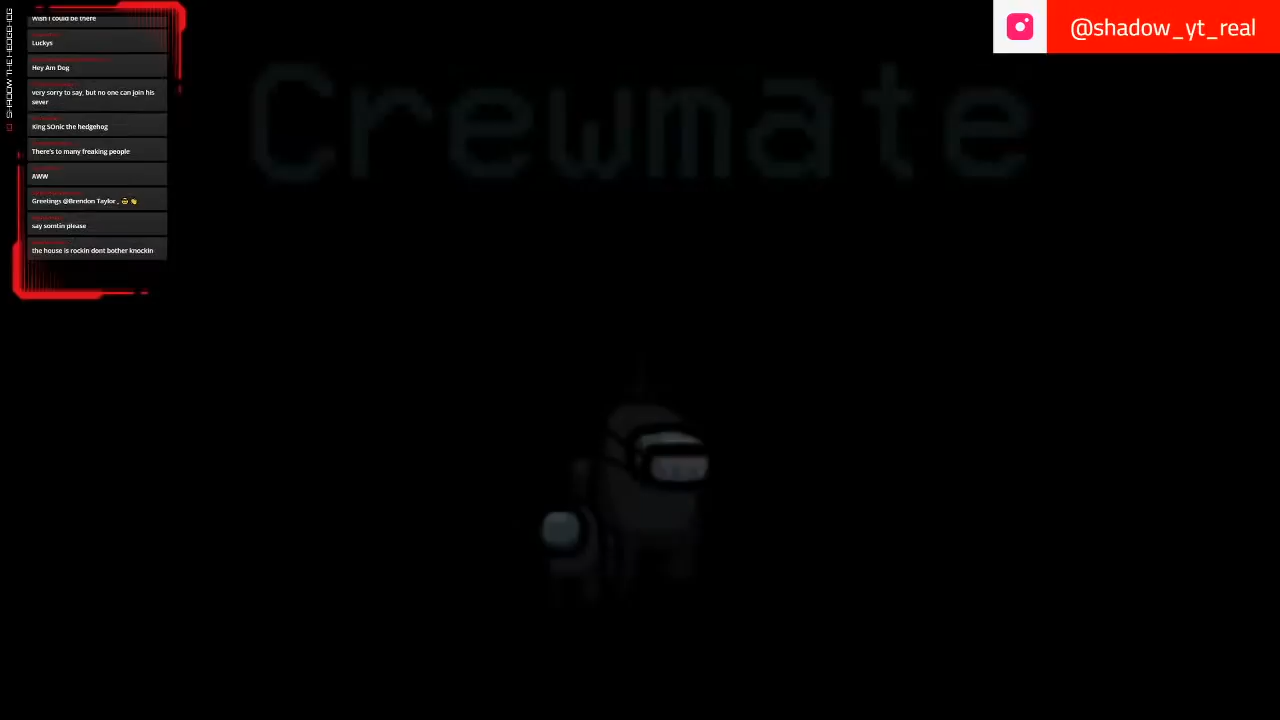 SHADOW THE HEDGEHOG
Wish I could be there
Luckys
Hey Am Dog
very sorry to say, but no one can join his
sever
King SOnic the hedgehog
There's to many freaking people
AWW
Greetings @Brendon Taylor , 😎 👋
say somtin please
the house is rockin dont bother knockin
@shadow_yt_real
Crewmate